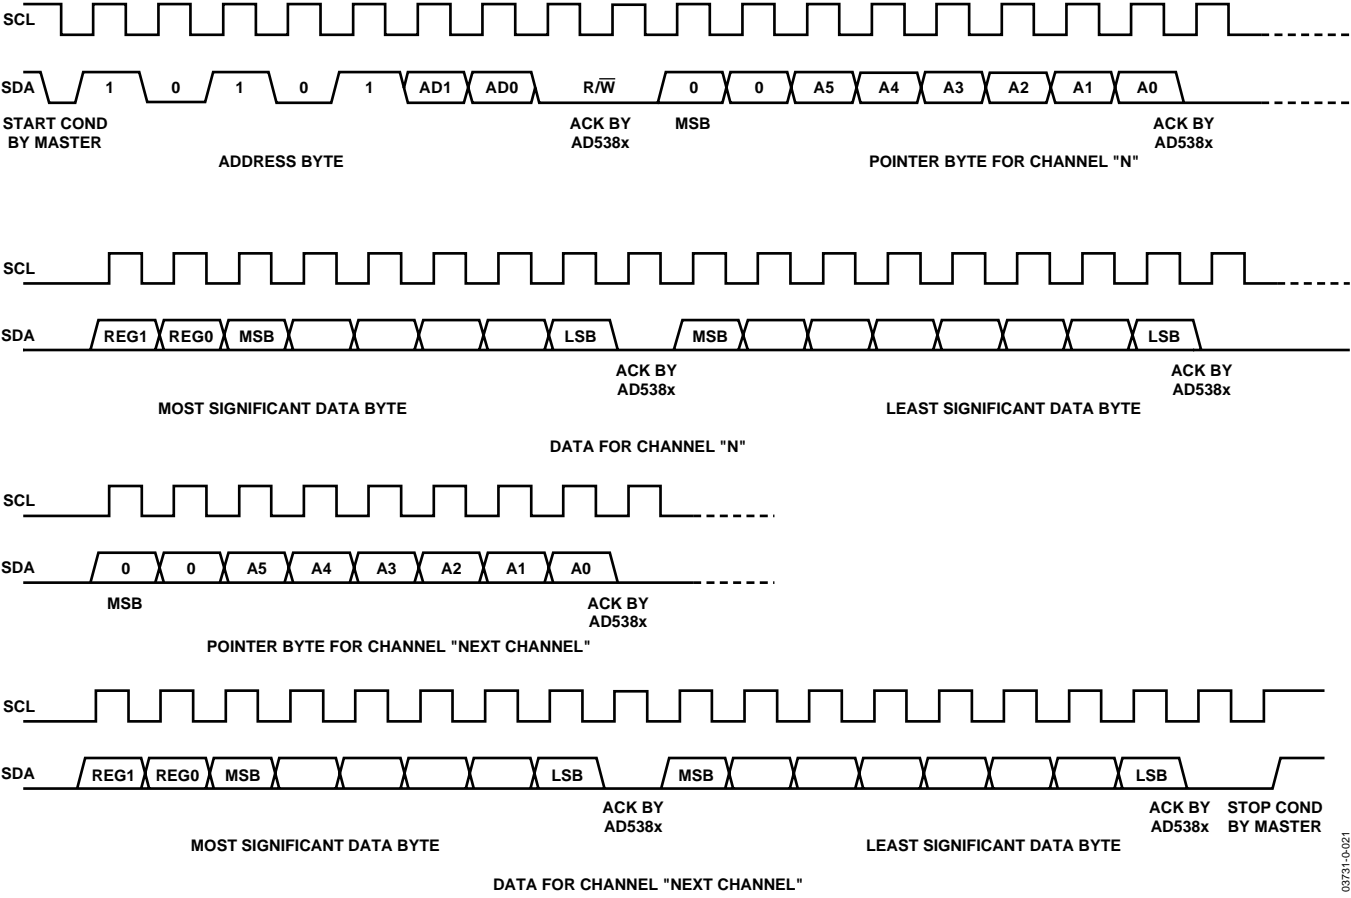 SCL
SDA 1 0 1 0 1 AD1 AD0 R/W̅ 0 0 A5 A4 A3 A2 A1 A0
START COND
BY MASTER
ACK BY
AD538x
MSB
ACK BY
AD538x
ADDRESS BYTE
POINTER BYTE FOR CHANNEL "N"
SCL
SDA REG1 REG0 MSB LSB MSB LSB
ACK BY
AD538x
ACK BY
AD538x
MOST SIGNIFICANT DATA BYTE
LEAST SIGNIFICANT DATA BYTE
DATA FOR CHANNEL "N"
SCL
SDA 0 0 A5 A4 A3 A2 A1 A0
MSB
ACK BY
AD538x
POINTER BYTE FOR CHANNEL "NEXT CHANNEL"
SCL
SDA REG1 REG0 MSB LSB MSB LSB
ACK BY
AD538x
ACK BY
AD538x
STOP COND
BY MASTER
MOST SIGNIFICANT DATA BYTE
LEAST SIGNIFICANT DATA BYTE
DATA FOR CHANNEL "NEXT CHANNEL"
03731-0-021